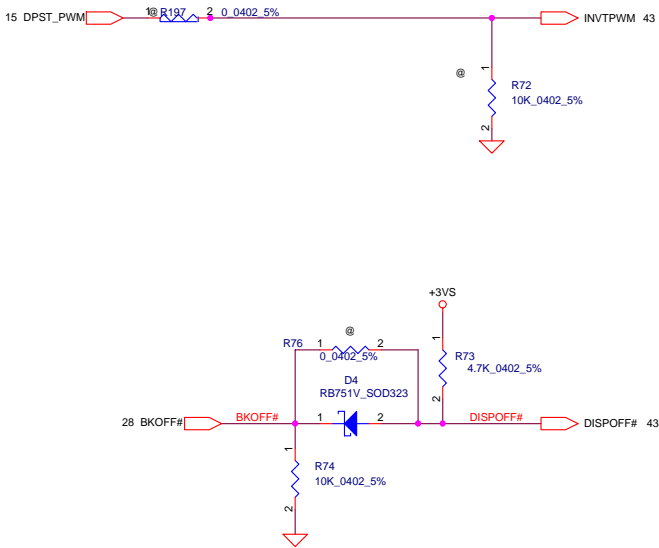 15 DPST_PWM 1 @ R197 2 0_0402_5% INVTPWM 43
1
@
R72
10K_0402_5%
2
+3VS
@
R76 1 2
0_0402_5%
1
R73
4.7K_0402_5%
D4
RB751V_SOD323
2
28 BKOFF# BKOFF# 1 2 DISPOFF# DISPOFF# 43
1
R74
10K_0402_5%
2